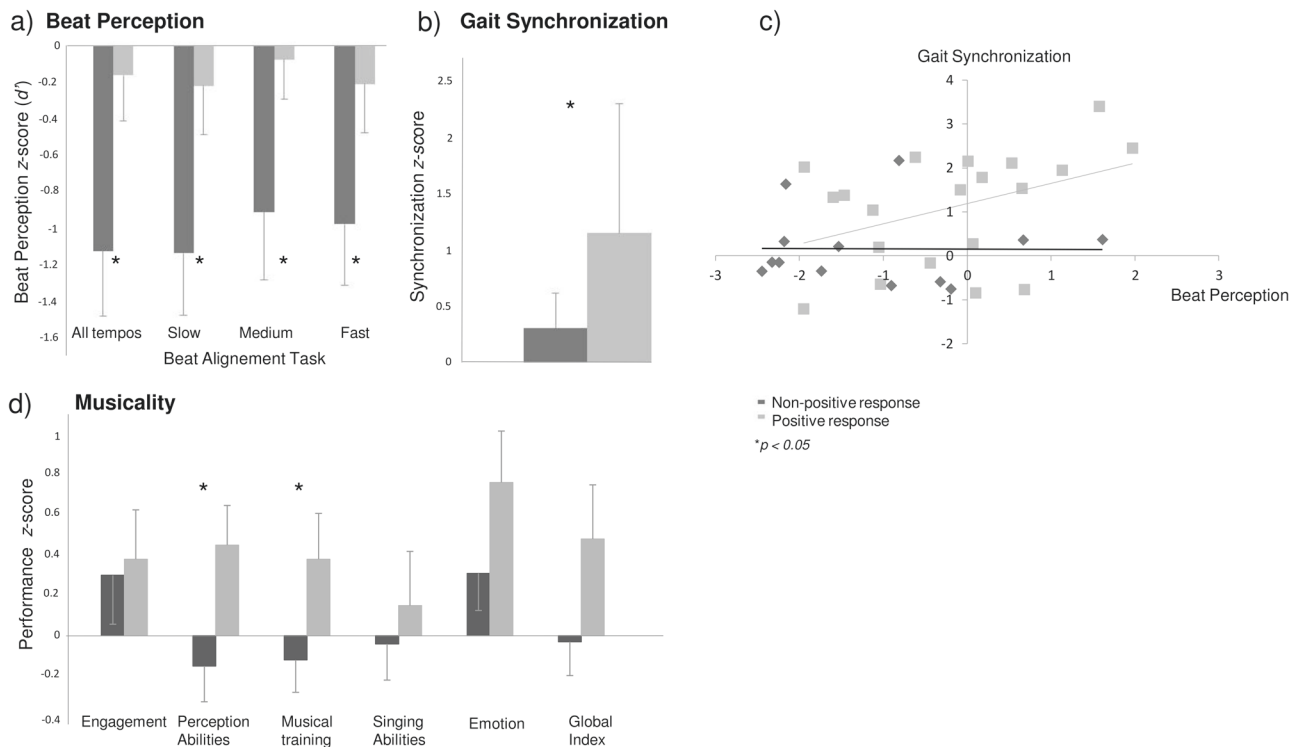 a) Beat Perception
Beat Perception z-score (d')
0
-0.2
-0.4
-0.6
-0.8
-1
-1.2
-1.4
-1.6
*
*
*
*
All tempos
Slow
Medium
Fast
Beat Alignement Task
b) Gait Synchronization
Synchronization z-score
2.5
2
1.5
1
0.5
0
*
c)
Gait Synchronization
4
3
2
1
0
-1
-2
-3
-2
-1
0
1
2
3
Beat Perception
Non-positive response
Positive response
*p < 0.05
d) Musicality
Performance z-score
1
0.8
0.6
0.4
0.2
0
-0.2
-0.4
*
*
Engagement
Perception
Abilities
Musical
training
Singing
Abilities
Emotion
Global
Index